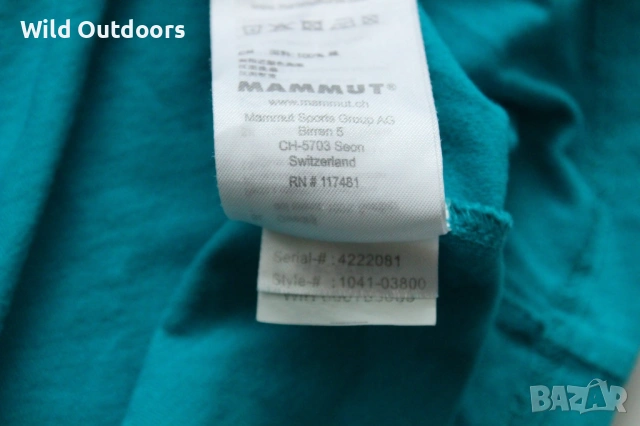 Wild Outdoors
MAMMUT®
www.mammut.ch
Mammut Sports Group AG
Birren 5
CH-5703 Seon
Switzerland
RN # 117481
Serial-# :4222081
Style-# :1041-03800
BAZAR